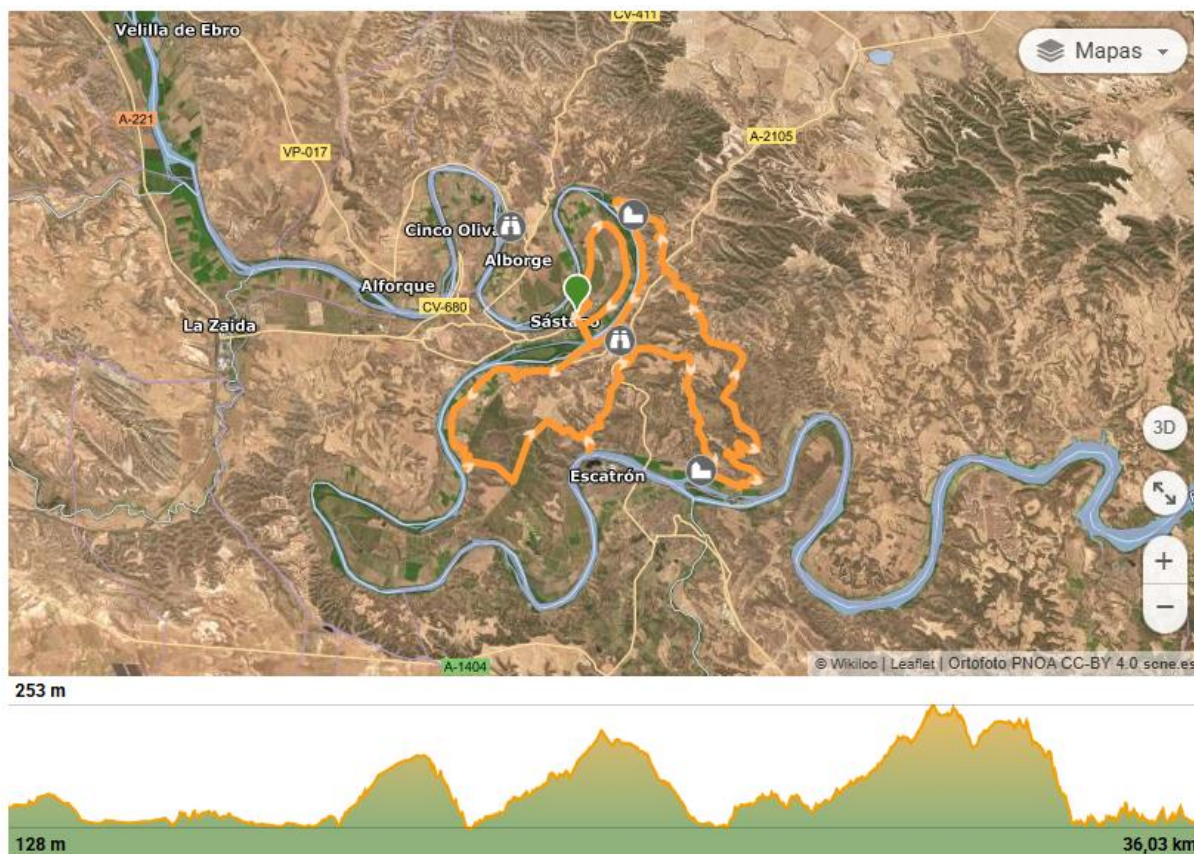 CV-411
Velilla de Ebro
Mapas
A-221
A-2105
VP-017
Cinco Oliva
Alborge
Alforque
CV-680
Sástago
La Zaida
3D
Escatrón
A-1404
© Wikiloc | Leaflet | Ortofoto PNOA CC-BY 4.0 scne.es
253 m
128 m
36,03 km